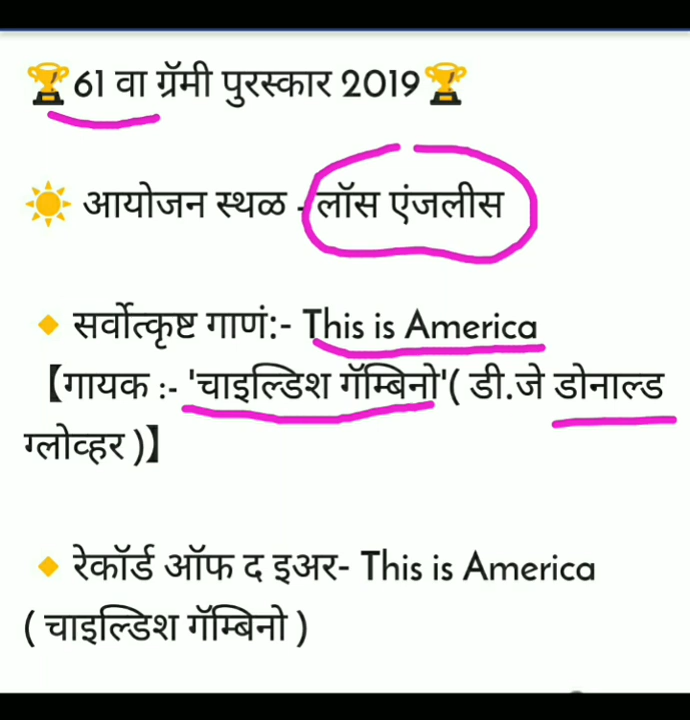 🏆61 वा ग्रॅमी पुरस्कार 2019🏆
☀️ आयोजन स्थळ - लॉस एंजलीस
🔸 सर्वोत्कृष्ट गाणं:- This is America
【गायक :- 'चाइल्डिश गॅम्बिनो'( डी.जे डोनाल्ड
ग्लोव्हर )】
🔸 रेकॉर्ड ऑफ द इअर- This is America
( चाइल्डिश गॅम्बिनो )